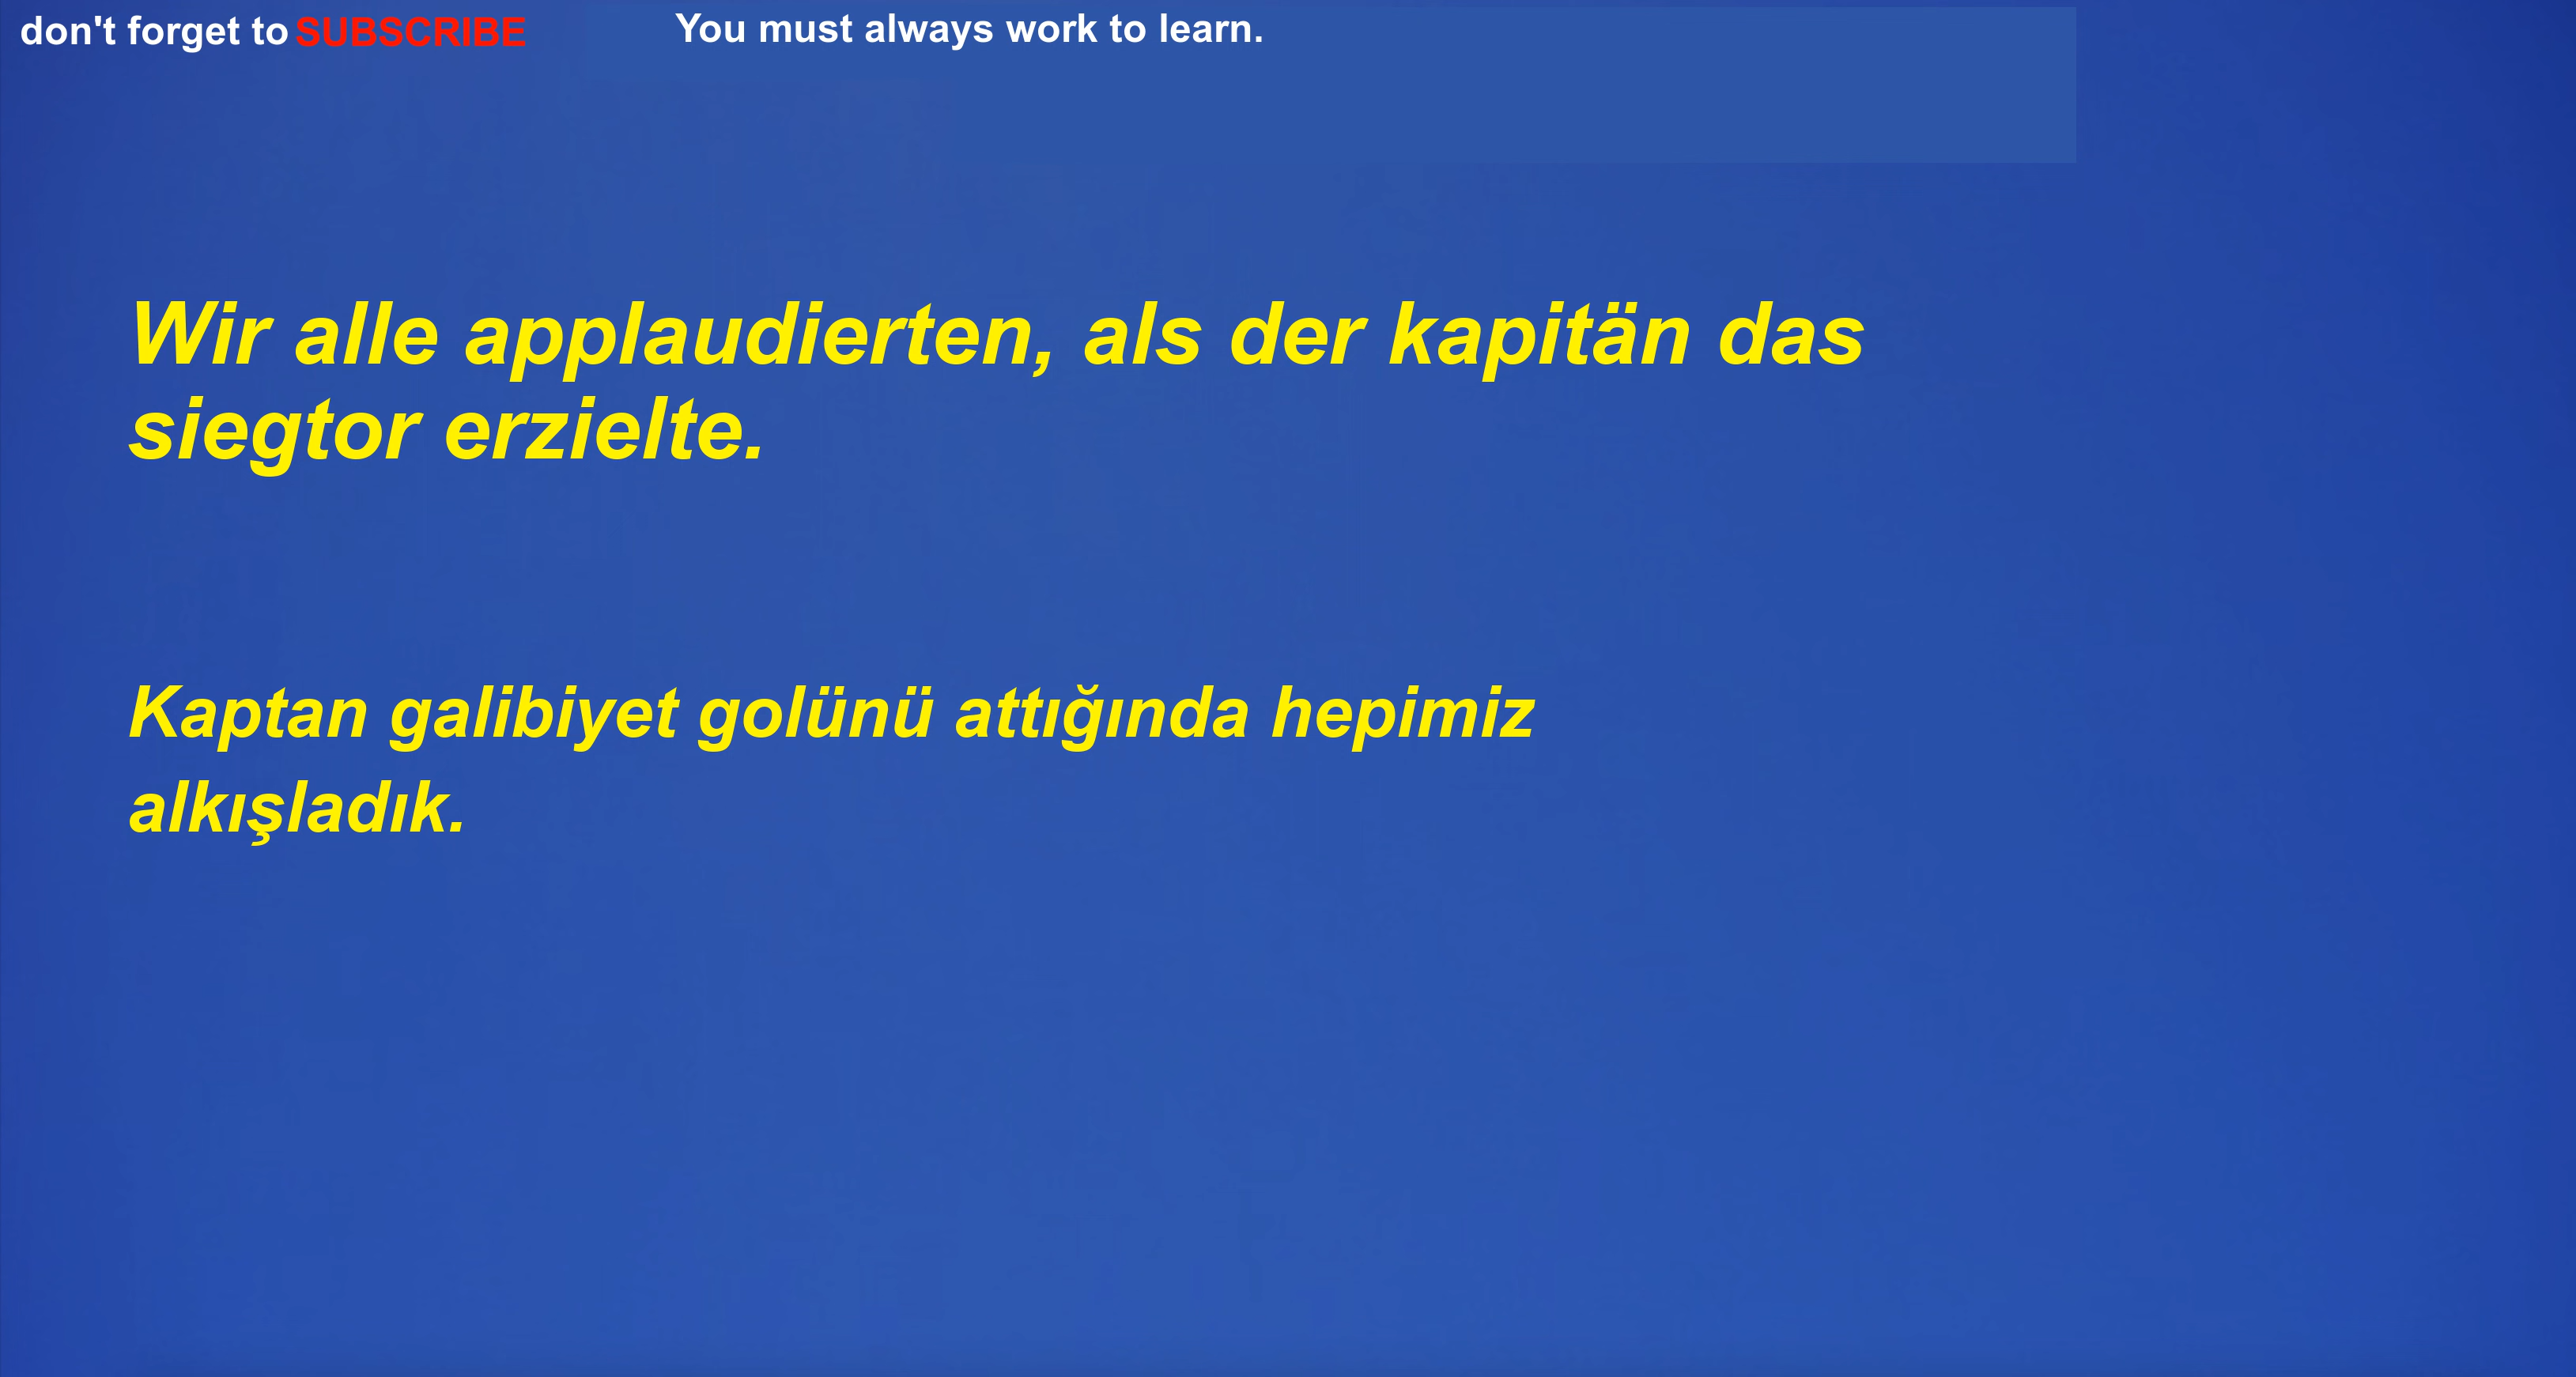 don't forget to SUBSCRIBE
You must always work to learn.
Wir alle applaudierten, als der kapitän das
siegtor erzielte.
Kaptan galibiyet golünü attığında hepimiz
alkışladık.